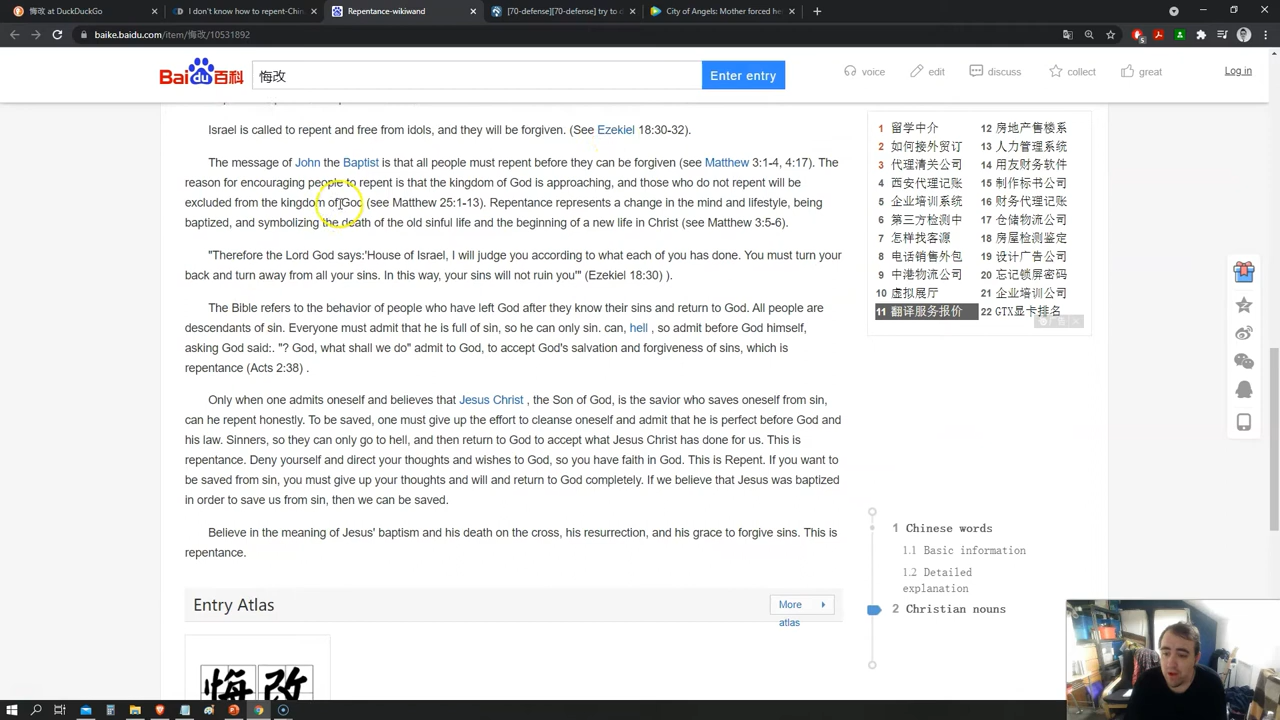 悔改 at DuckDuckGo
I don't know how to repent-Chin
Repentance-wikiwand
[70-defense][70-defense] try to d
City of Angels: Mother forced he
baike.baidu.com/item/悔改/10531892
Bai du 百科
悔改
Enter entry
voice
edit
discuss
collect
great
Log in
Israel is called to repent and free from idols, and they will be forgiven. (See Ezekiel 18:30-32).
The message of John the Baptist is that all people must repent before they can be forgiven (see Matthew 3:1-4, 4:17). The
reason for encouraging people to repent is that the kingdom of God is approaching, and those who do not repent will be
excluded from the kingdom of God (see Matthew 25:1-13). Repentance represents a change in the mind and lifestyle, being
baptized, and symbolizing the death of the old sinful life and the beginning of a new life in Christ (see Matthew 3:5-6).
"Therefore the Lord God says:'House of Israel, I will judge you according to what each of you has done. You must turn your
back and turn away from all your sins. In this way, your sins will not ruin you'" (Ezekiel 18:30) ).
The Bible refers to the behavior of people who have left God after they know their sins and return to God. All people are
descendants of sin. Everyone must admit that he is full of sin, so he can only sin. can, hell , so admit before God himself,
asking God said:. "? God, what shall we do" admit to God, to accept God's salvation and forgiveness of sins, which is
repentance (Acts 2:38) .
Only when one admits oneself and believes that Jesus Christ , the Son of God, is the savior who saves oneself from sin,
can he repent honestly. To be saved, one must give up the effort to cleanse oneself and admit that he is perfect before God and
his law. Sinners, so they can only go to hell, and then return to God to accept what Jesus Christ has done for us. This is
repentance. Deny yourself and direct your thoughts and wishes to God, so you have faith in God. This is Repent. If you want to
be saved from sin, you must give up your thoughts and will and return to God completely. If we believe that Jesus was baptized
in order to save us from sin, then we can be saved.
Believe in the meaning of Jesus' baptism and his death on the cross, his resurrection, and his grace to forgive sins. This is
repentance.
Entry Atlas
More
atlas
悔改
1 留学中介 12 房地产售楼系
2 如何接外贸订 13 人力管理系统
3 代理清关公司 14 用友财务软件
4 西安代理记账 15 制作标书公司
5 企业培训系统 16 财务代理记账
6 第三方检测中 17 仓储物流公司
7 怎样找客源 18 房屋检测鉴定
8 电话销售外包 19 设计广告公司
9 中港物流公司 20 忘记锁屏密码
10 虚拟展厅 21 企业培训公司
11 翻译服务报价 22 GTX显卡排名
1 Chinese words
1.1 Basic information
1.2 Detailed
explanation
2 Christian nouns